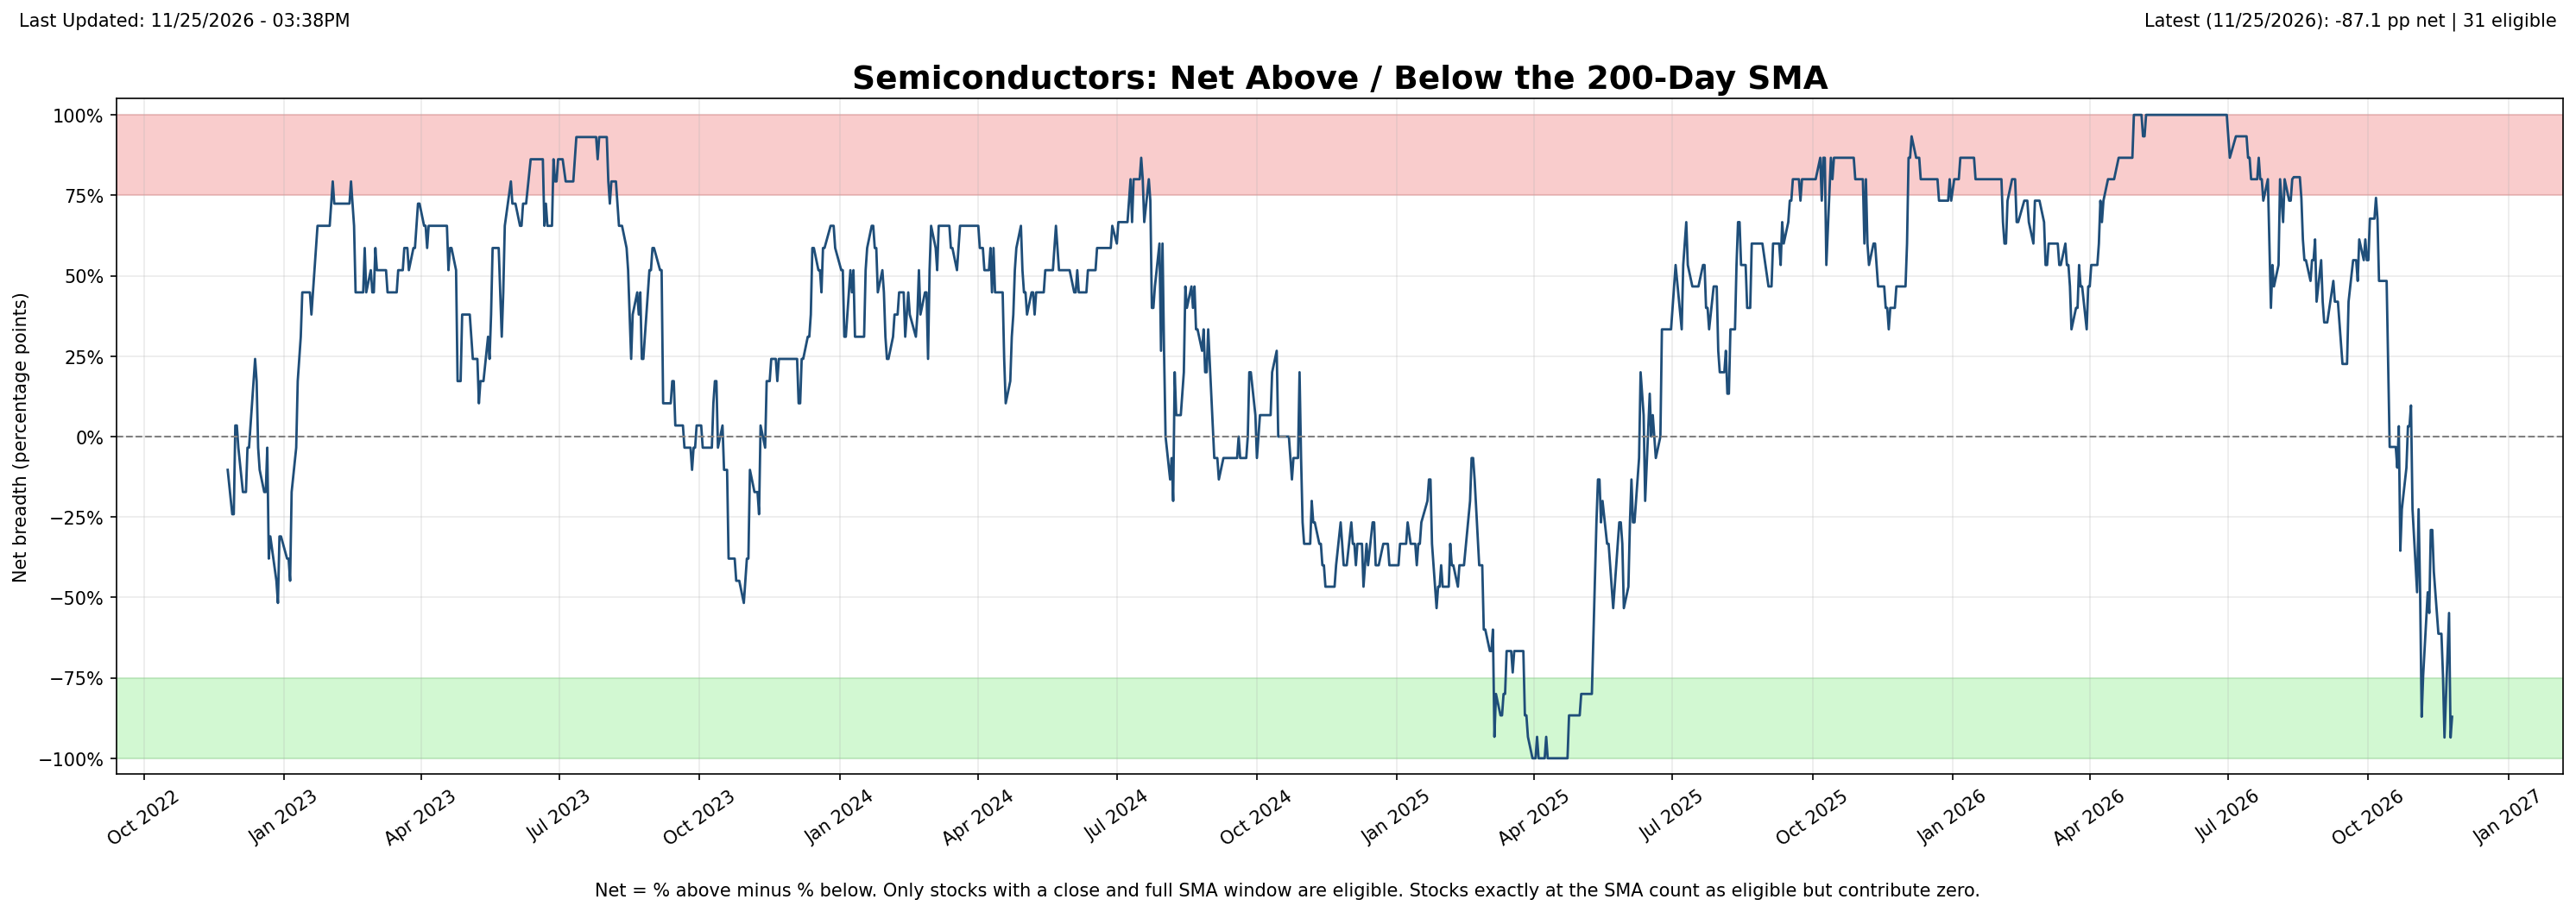 Last Updated: 11/25/2026 - 03:38PM
Latest (11/25/2026): -87.1 pp net | 31 eligible
Semiconductors: Net Above / Below the 200-Day SMA
Net breadth (percentage points)
100%
75%
50%
25%
0%
−25%
−50%
−75%
−100%
Oct 2022
Jan 2023
Apr 2023
Jul 2023
Oct 2023
Jan 2024
Apr 2024
Jul 2024
Oct 2024
Jan 2025
Apr 2025
Jul 2025
Oct 2025
Jan 2026
Apr 2026
Jul 2026
Oct 2026
Jan 2027
Net = % above minus % below. Only stocks with a close and full SMA window are eligible. Stocks exactly at the SMA count as eligible but contribute zero.